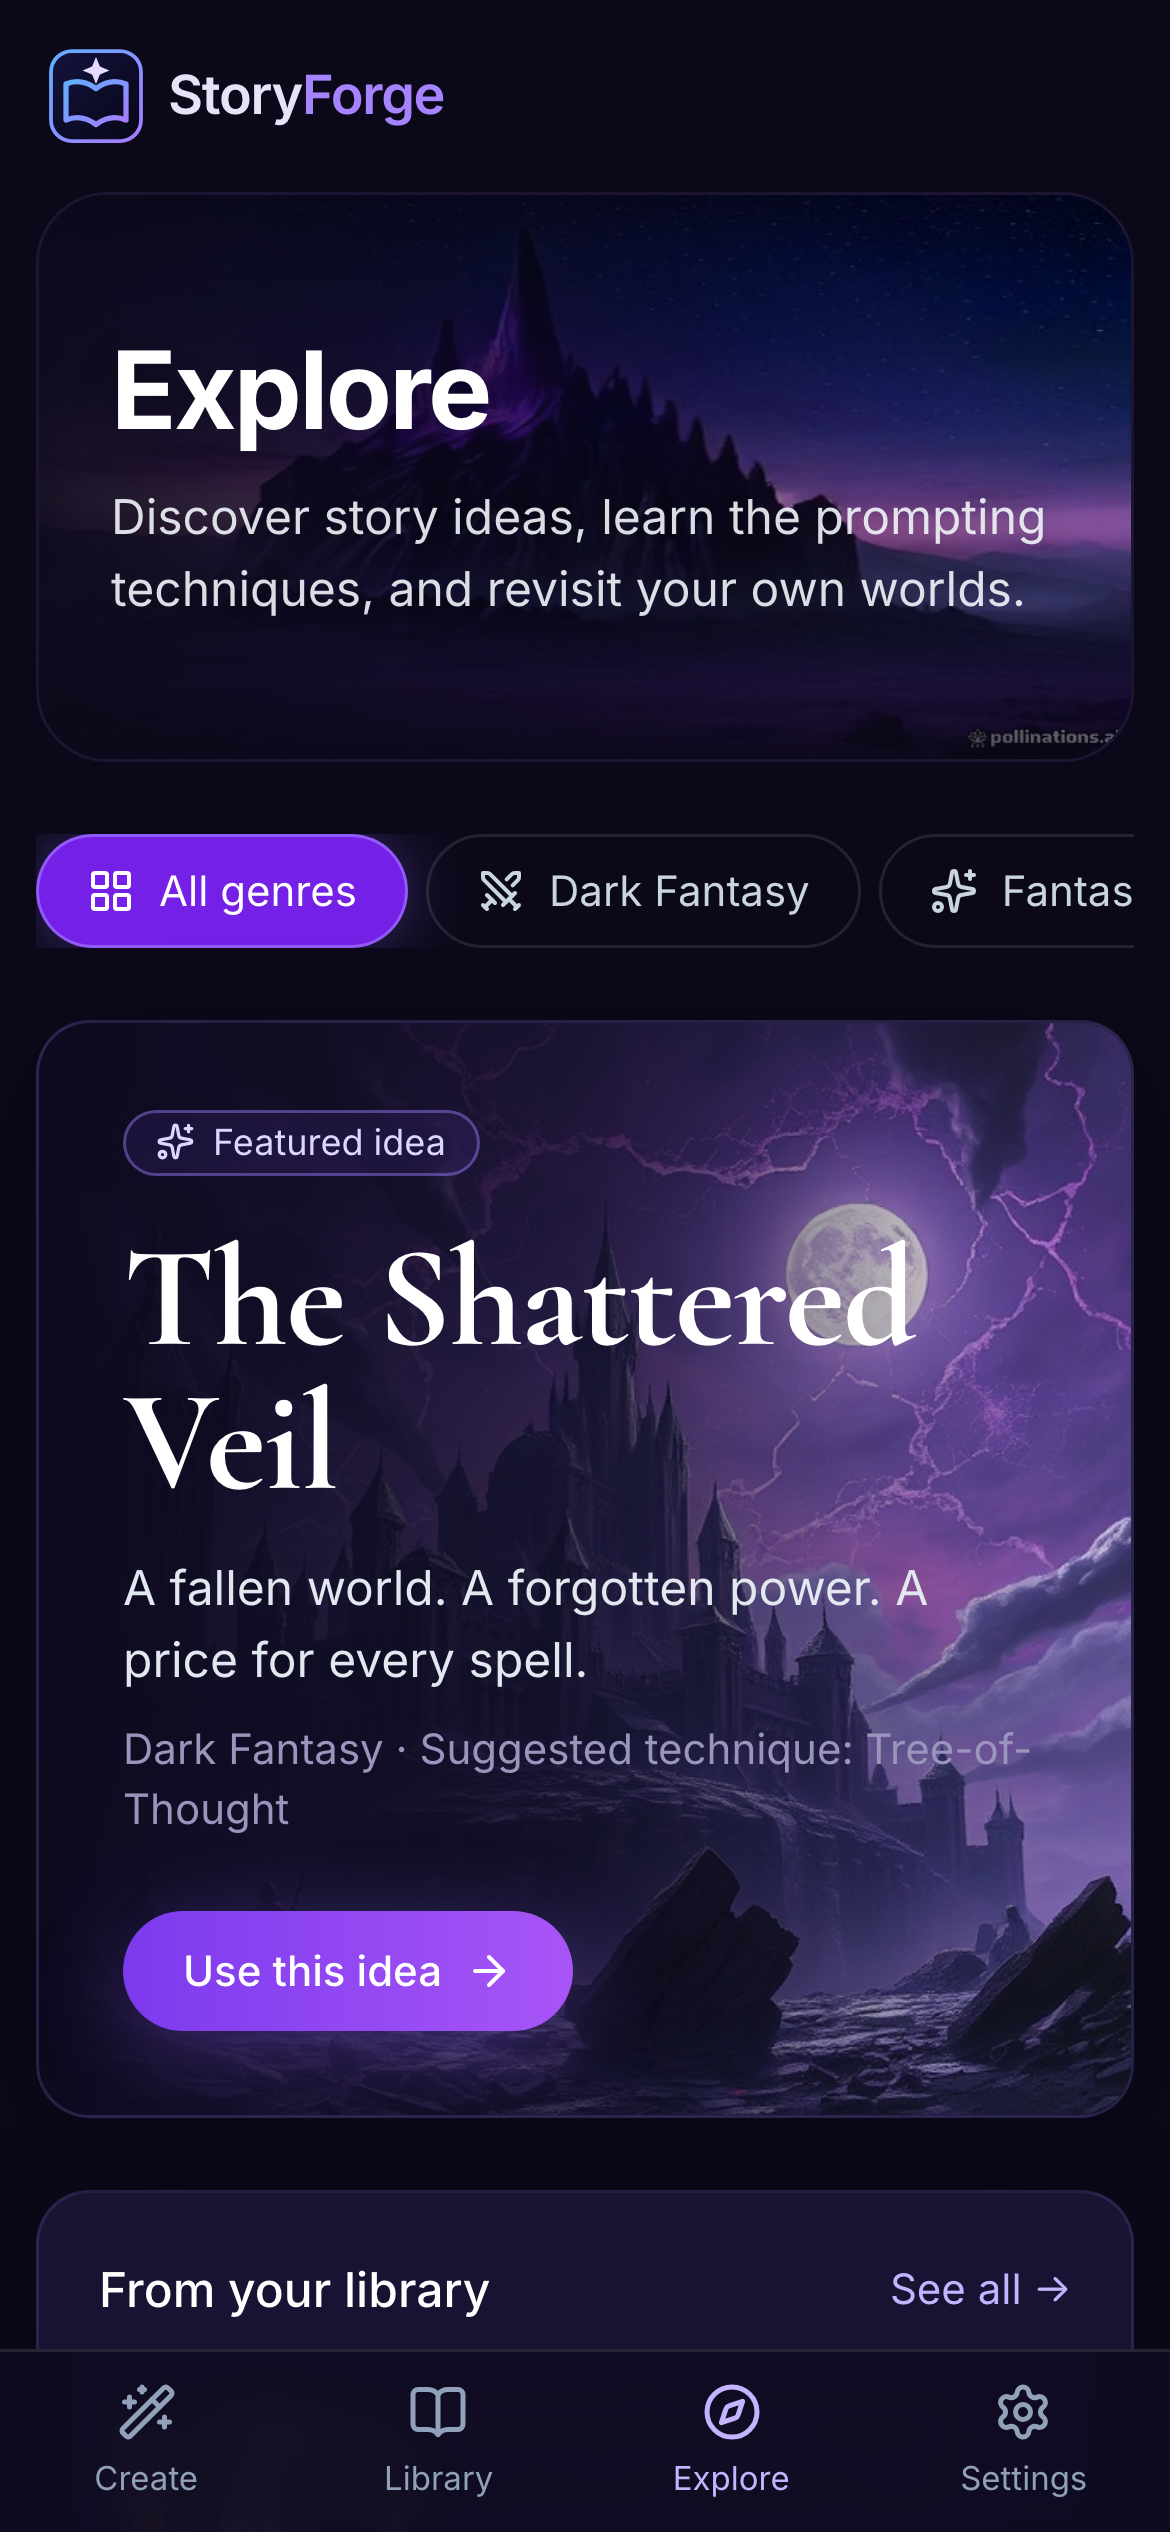 StoryForge
Explore
Discover story ideas, learn the prompting
techniques, and revisit your own worlds.
pollinations.a
All genres
Dark Fantasy
Fantas
Featured idea
The Shattered
Veil
A fallen world. A forgotten power. A
price for every spell.
Dark Fantasy · Suggested technique: Tree-of-
Thought
Use this idea →
From your library
See all →
Create
Library
Explore
Settings